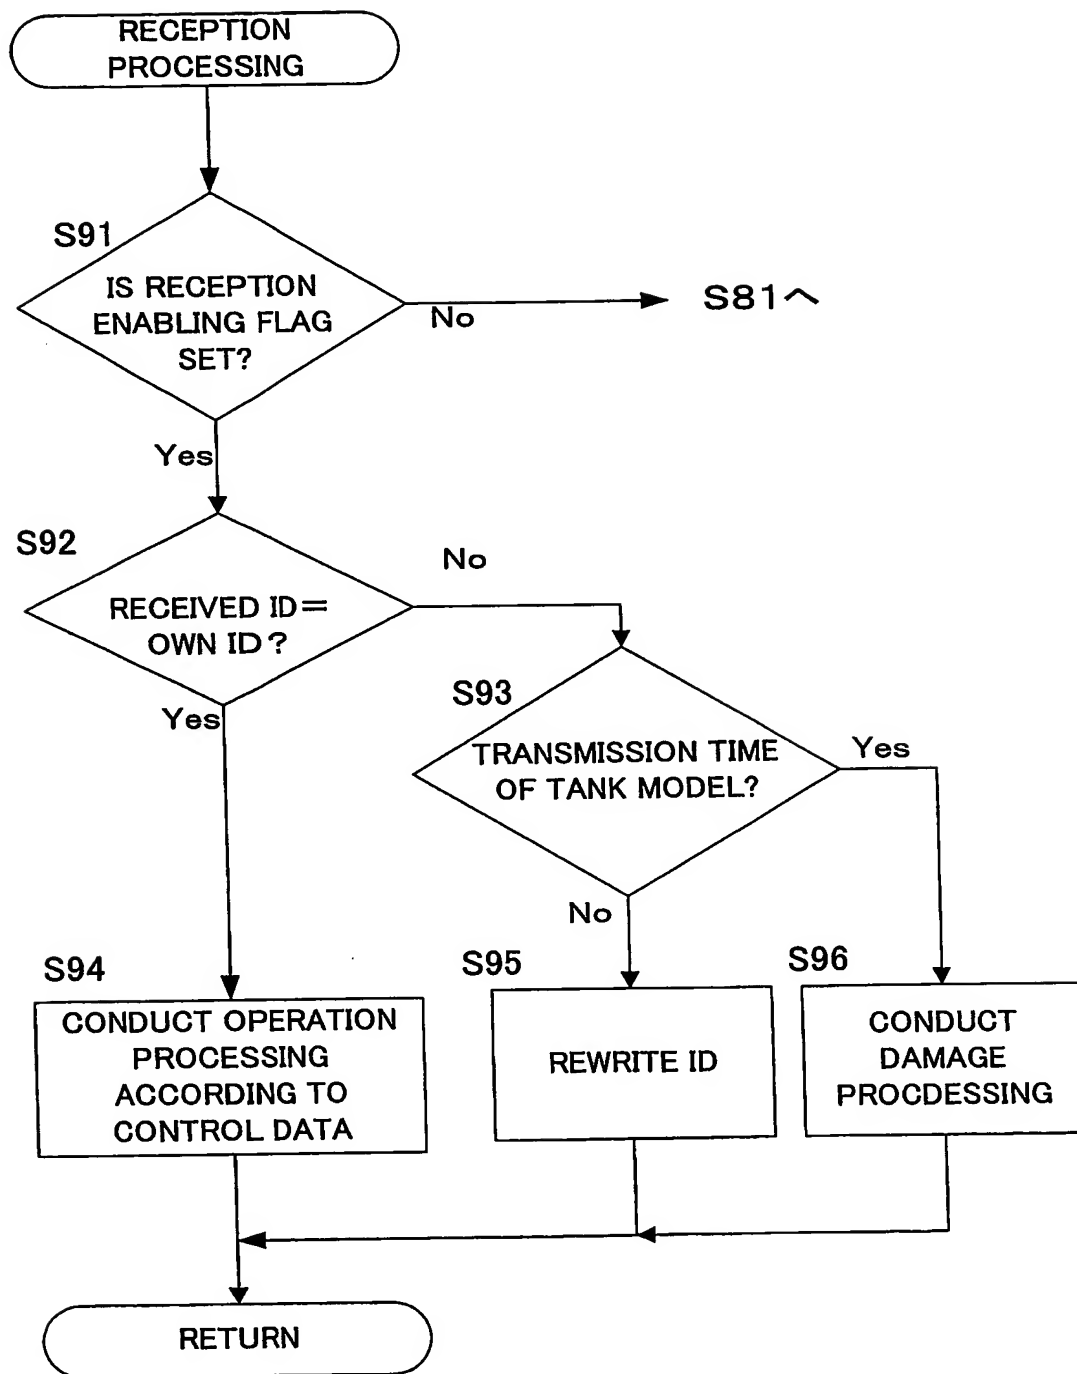 RECEPTION
PROCESSING
S91
IS RECEPTION
ENABLING FLAG
SET?
No
S81へ
Yes
S92
RECEIVED ID=
OWN ID?
No
Yes
S93
TRANSMISSION TIME
OF TANK MODEL?
Yes
No
S94
CONDUCT OPERATION
PROCESSING
ACCORDING TO
CONTROL DATA
S95
REWRITE ID
S96
CONDUCT
DAMAGE
PROCDESSING
RETURN